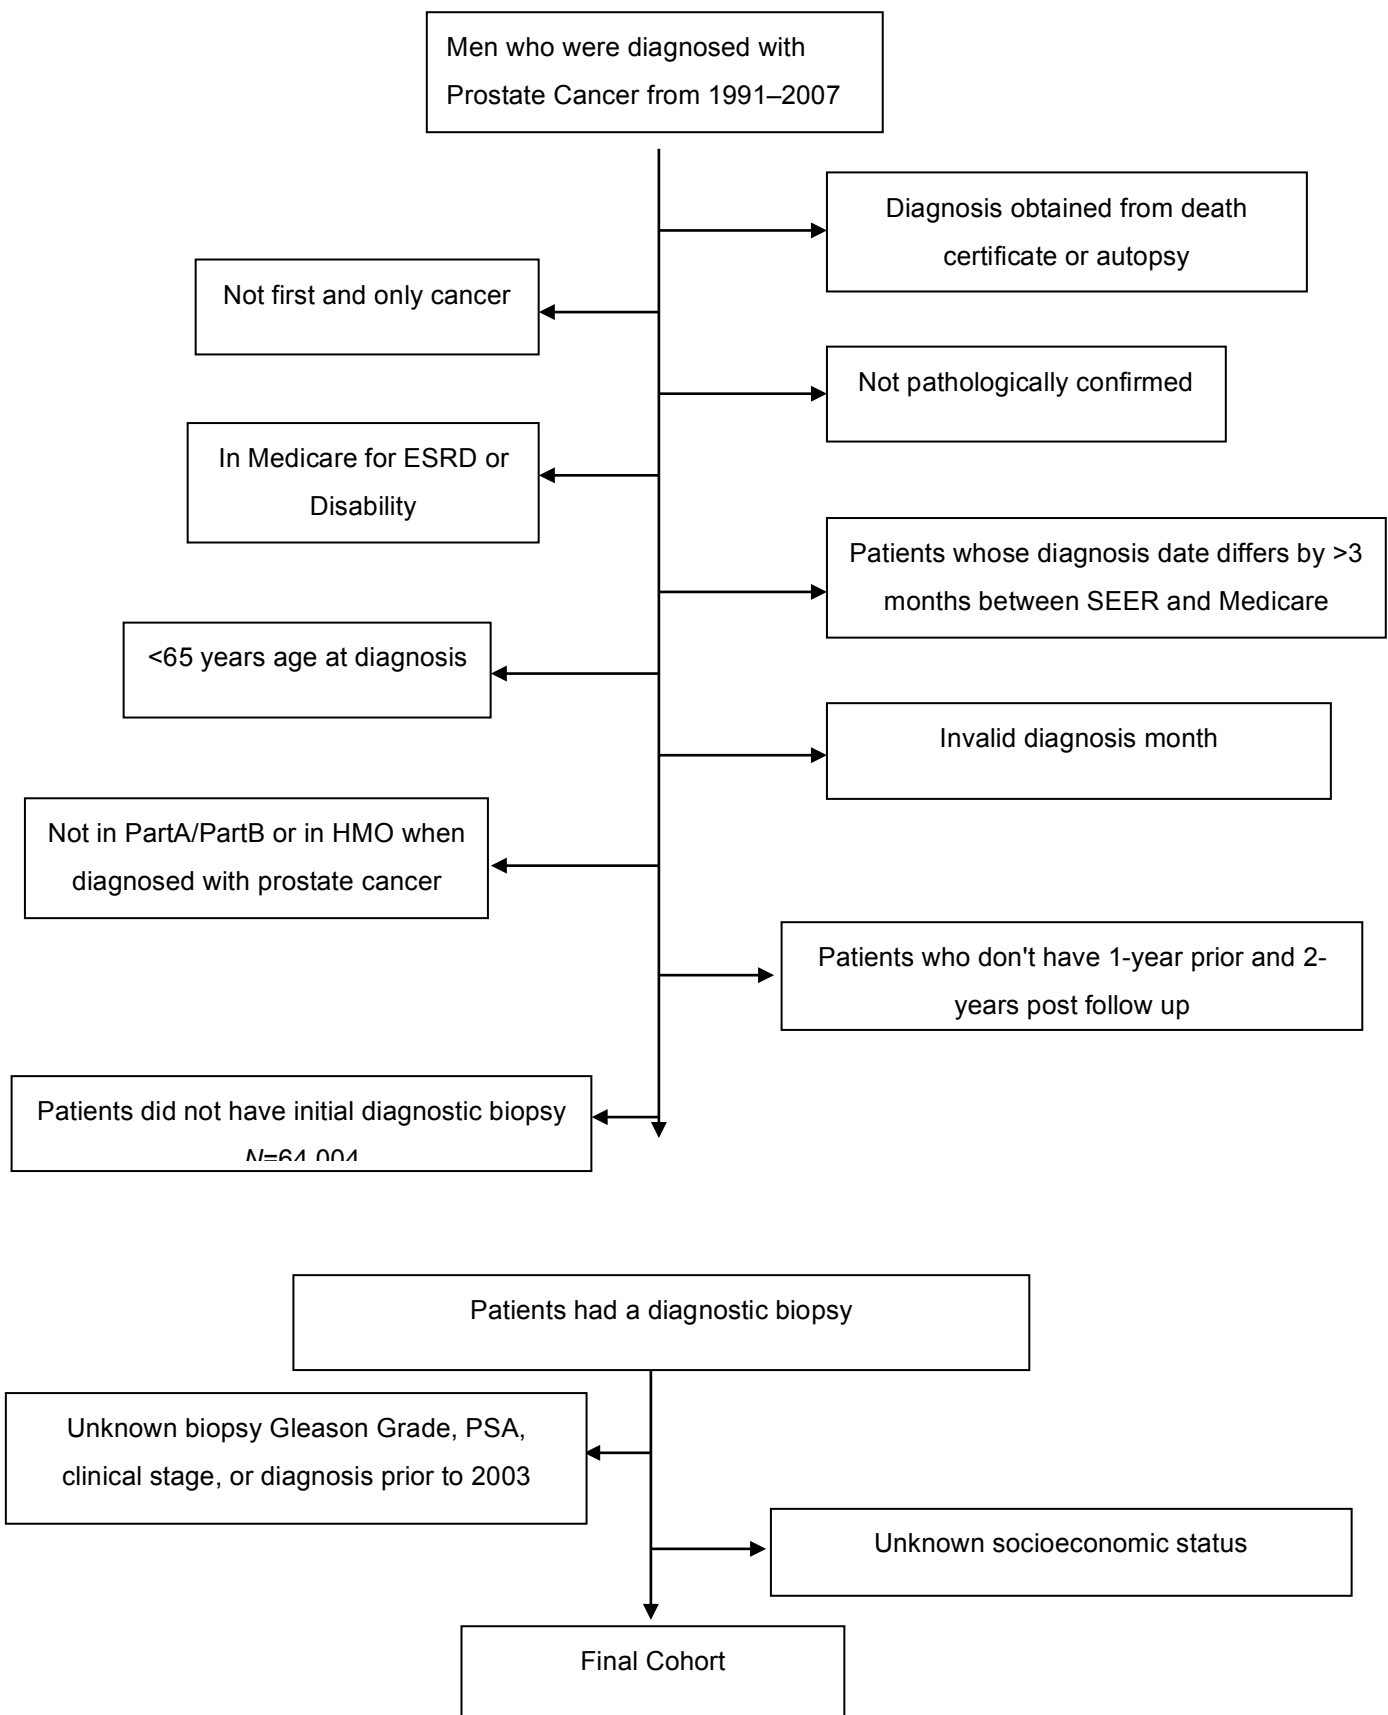 Men who were diagnosed with
Prostate Cancer from 1991–2007
Diagnosis obtained from death
certificate or autopsy
Not first and only cancer
Not pathologically confirmed
In Medicare for ESRD or
Disability
Patients whose diagnosis date differs by >3
months between SEER and Medicare
<65 years age at diagnosis
Invalid diagnosis month
Not in PartA/PartB or in HMO when
diagnosed with prostate cancer
Patients who don't have 1-year prior and 2-
years post follow up
Patients did not have initial diagnostic biopsy
N=64,004
Patients had a diagnostic biopsy
Unknown biopsy Gleason Grade, PSA,
clinical stage, or diagnosis prior to 2003
Unknown socioeconomic status
Final Cohort